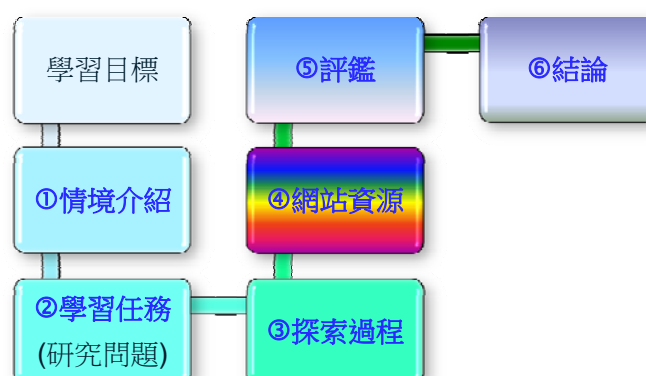 學習目標
①情境介紹
②學習任務
(研究問題)
③探索過程
④網站資源
⑤評鑑
⑥結論